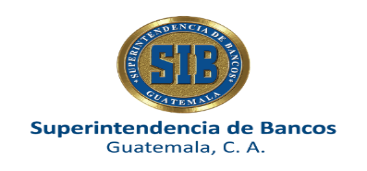 SUPERINTENDENCIA DE BANCOS
SIB
GUATEMALA
Superintendencia de Bancos
Guatemala, C. A.